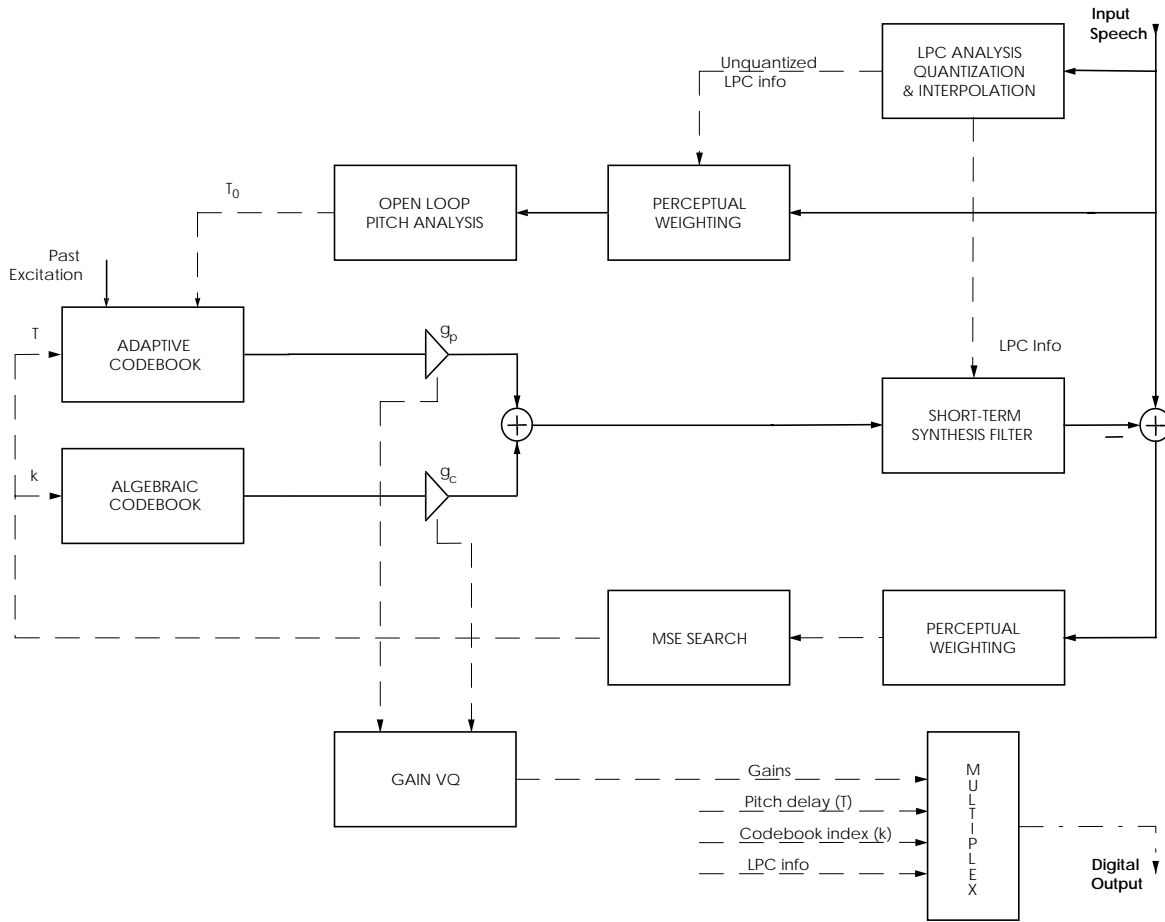 Input
Speech
LPC ANALYSIS
QUANTIZATION
& INTERPOLATION
Unquantized
LPC info
T0
OPEN LOOP
PITCH ANALYSIS
PERCEPTUAL
WEIGHTING
Past
Excitation
T
ADAPTIVE
CODEBOOK
gp
LPC Info
+
SHORT-TERM
SYNTHESIS FILTER
–
+
k
ALGEBRAIC
CODEBOOK
gc
MSE SEARCH
PERCEPTUAL
WEIGHTING
GAIN VQ
Gains
Pitch delay (T)
Codebook index (k)
LPC info
MULTIPLEX
Digital
Output